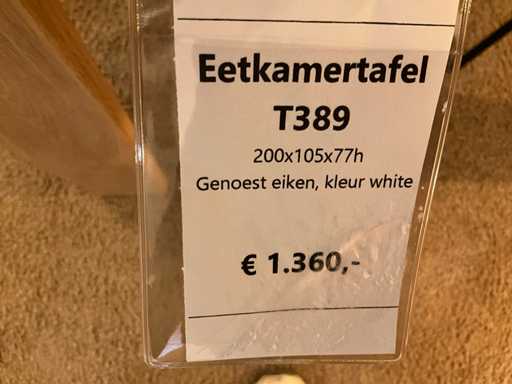 Eetkamertafel
T389
200x105x77h
Genoest eiken, kleur white
€ 1.360,-